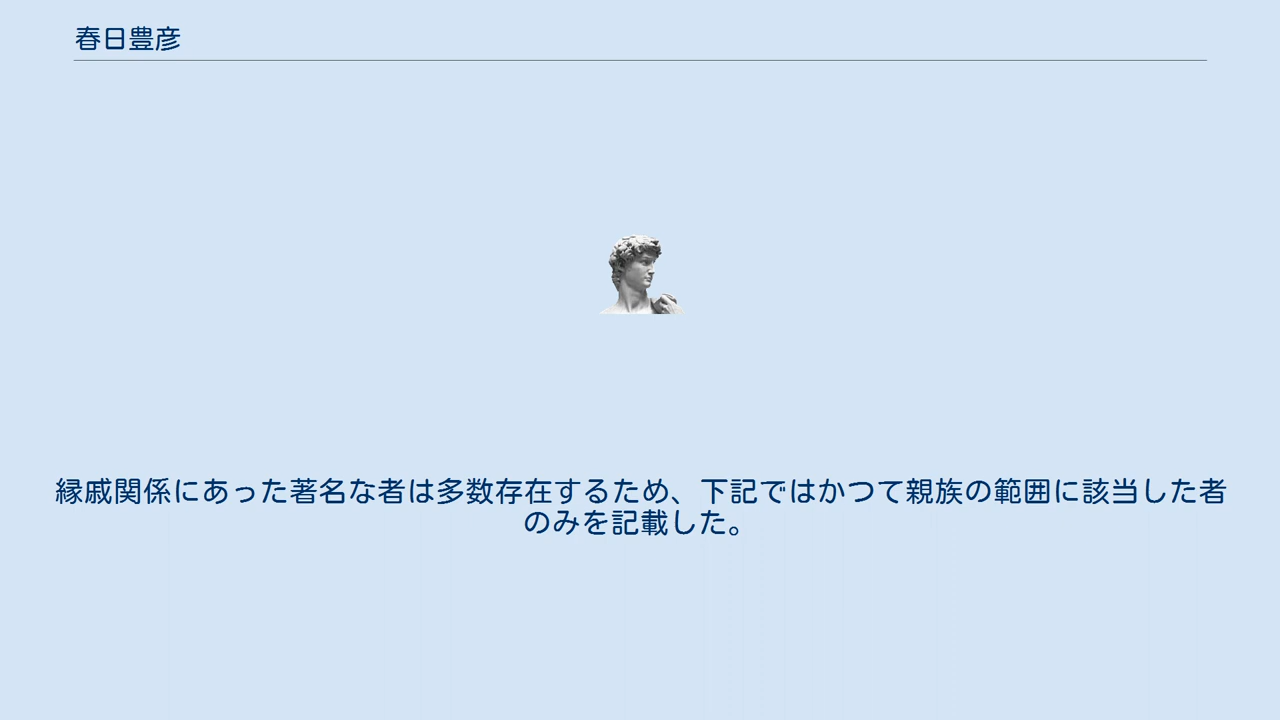 春日豊彦
縁戚関係にあった著名な者は多数存在するため、下記ではかつて親族の範囲に該当した者
のみを記載した。